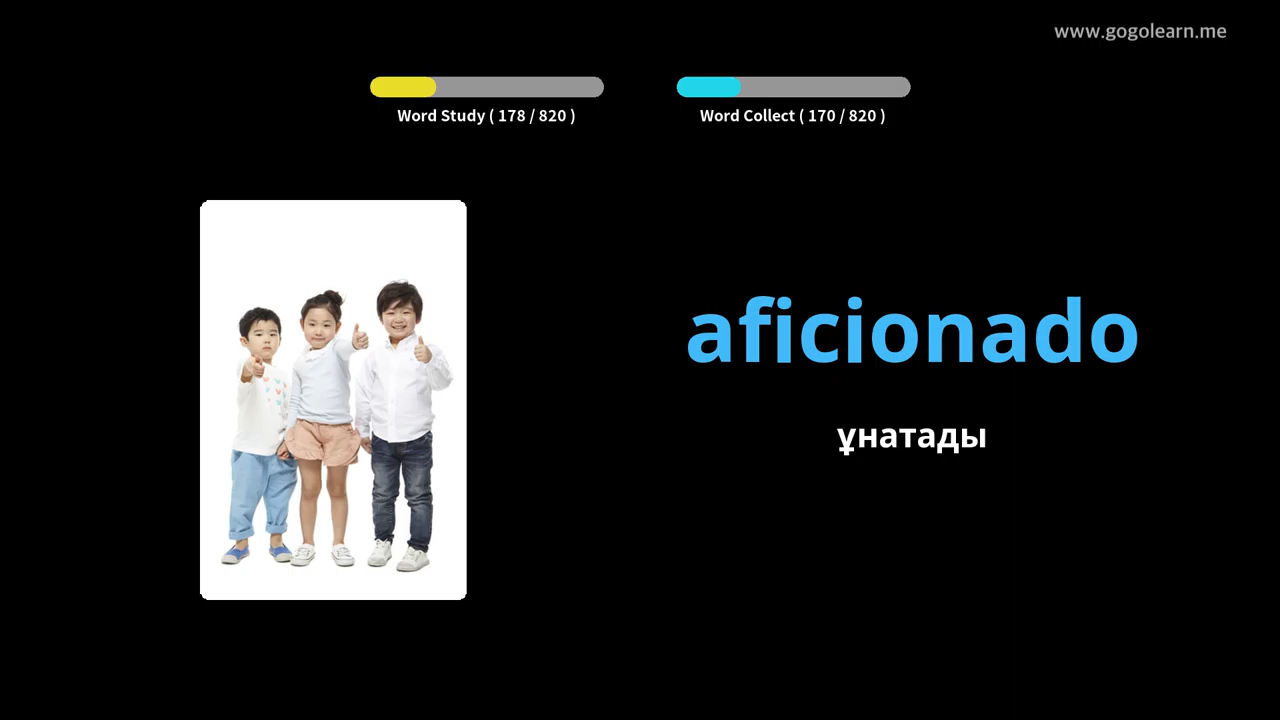 www.gogolearn.me
Word Study ( 178 / 820 )
Word Collect ( 170 / 820 )
aficionado
ұнатады